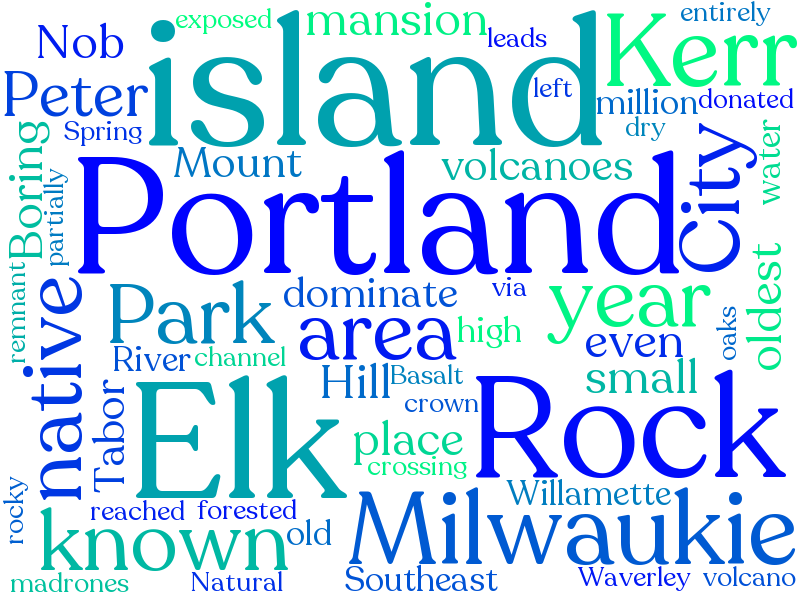 exposed mansion entirely
Nob island leads Kerr
Peter left million donated
Spring dry
Mount volcanoes City water
Boring partially Portland
remnant native dominate via oldest
Park area high year even oaks
River channel
Tabor Hill Basalt small
Elk crown Rock
place
crossing
rocky reached forested Willamette
known old Milwaukie
madrones Natural Southeast Waverley volcano